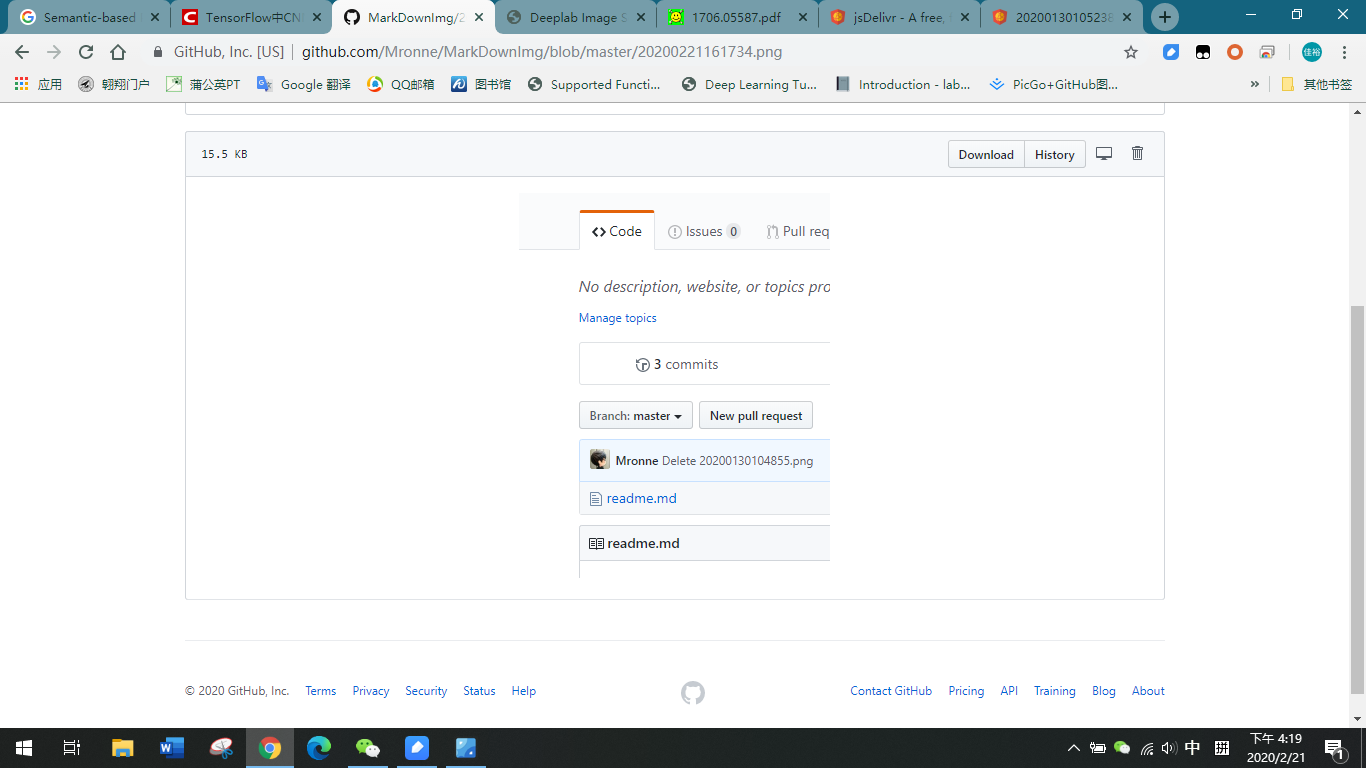 Semantic-based
TensorFlow中CN
MarkDownImg/2
Deeplab Image S
1706.05587.pdf
jsDelivr - A free,
20200130105238
GitHub, Inc. [US] | github.com/Mronne/MarkDownImg/blob/master/20200221161734.png
佳裕
应用
翱翔门户
蒲公英PT
Google 翻译
QQ邮箱
图书馆
Supported Functi...
Deep Learning Tu...
Introduction - lab...
PicGo+GitHub图...
»
其他书签
15.5 KB
Download
History
Code
Issues 0
Pull req
No description, website, or topics pro
Manage topics
3 commits
Branch: master
New pull request
Mronne Delete 20200130104855.png
readme.md
readme.md
© 2020 GitHub, Inc.
Terms
Privacy
Security
Status
Help
Contact GitHub
Pricing
API
Training
Blog
About
中
拼
下午 4:19
2020/2/21
1